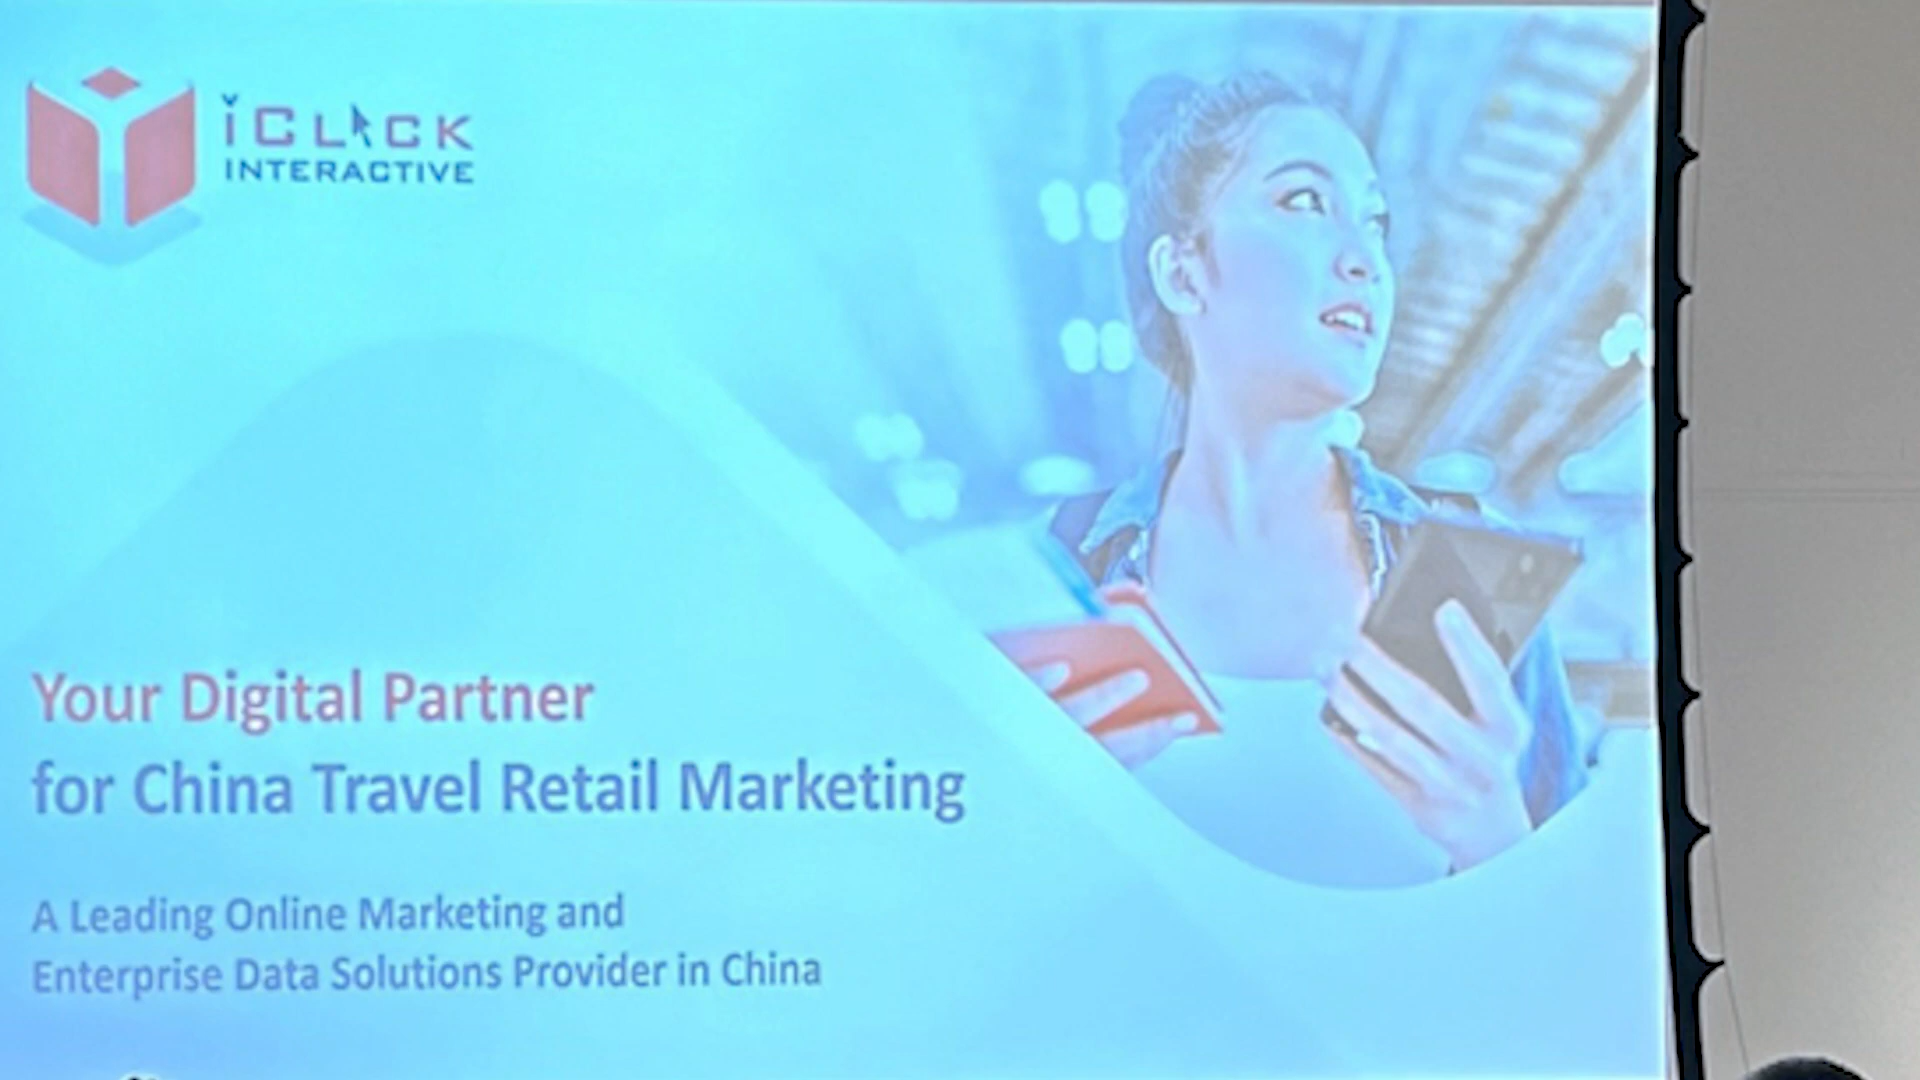 iCLICK
INTERACTIVE
Your Digital Partner
for China Travel Retail Marketing
A Leading Online Marketing and
Enterprise Data Solutions Provider in China